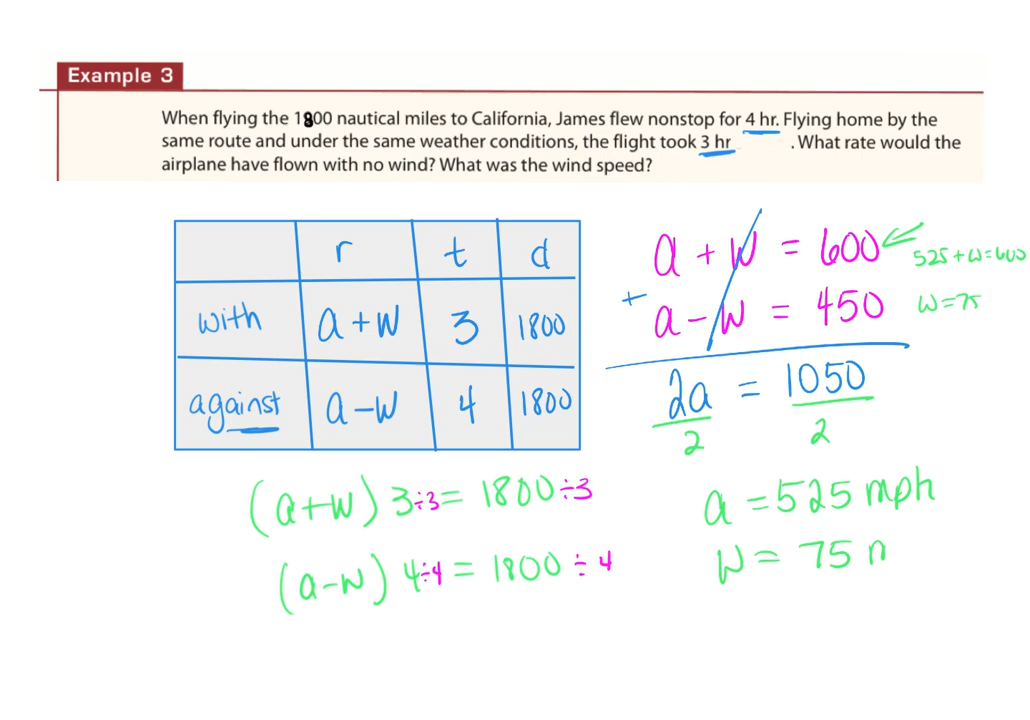 Example 3
When flying the 1800 nautical miles to California, James flew nonstop for 4 hr. Flying home by the
same route and under the same weather conditions, the flight took 3 hr . What rate would the
airplane have flown with no wind? What was the wind speed?
r t d
with a+w 3 1800
against a-w 4 1800
(a+w) 3÷3 = 1800÷3
(a-w) 4÷4 = 1800÷4
a + w = 600
525+w=600
+ a - w = 450
w=75
2a = 1050
2 2
a = 525 mph
w = 75 m